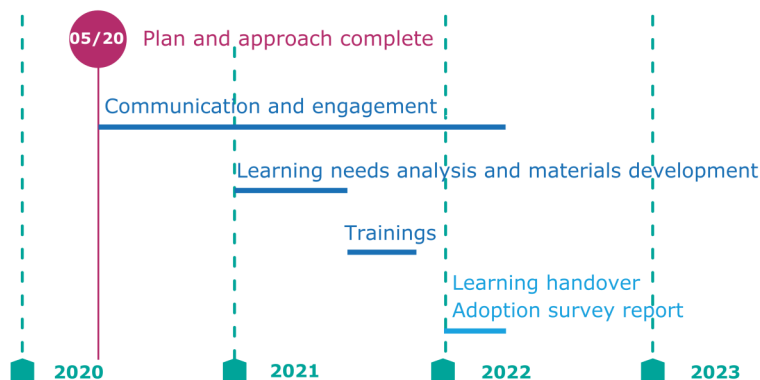 05/20
Plan and approach complete
Communication and engagement
Learning needs analysis and materials development
Trainings
Learning handover
Adoption survey report
2020
2021
2022
2023